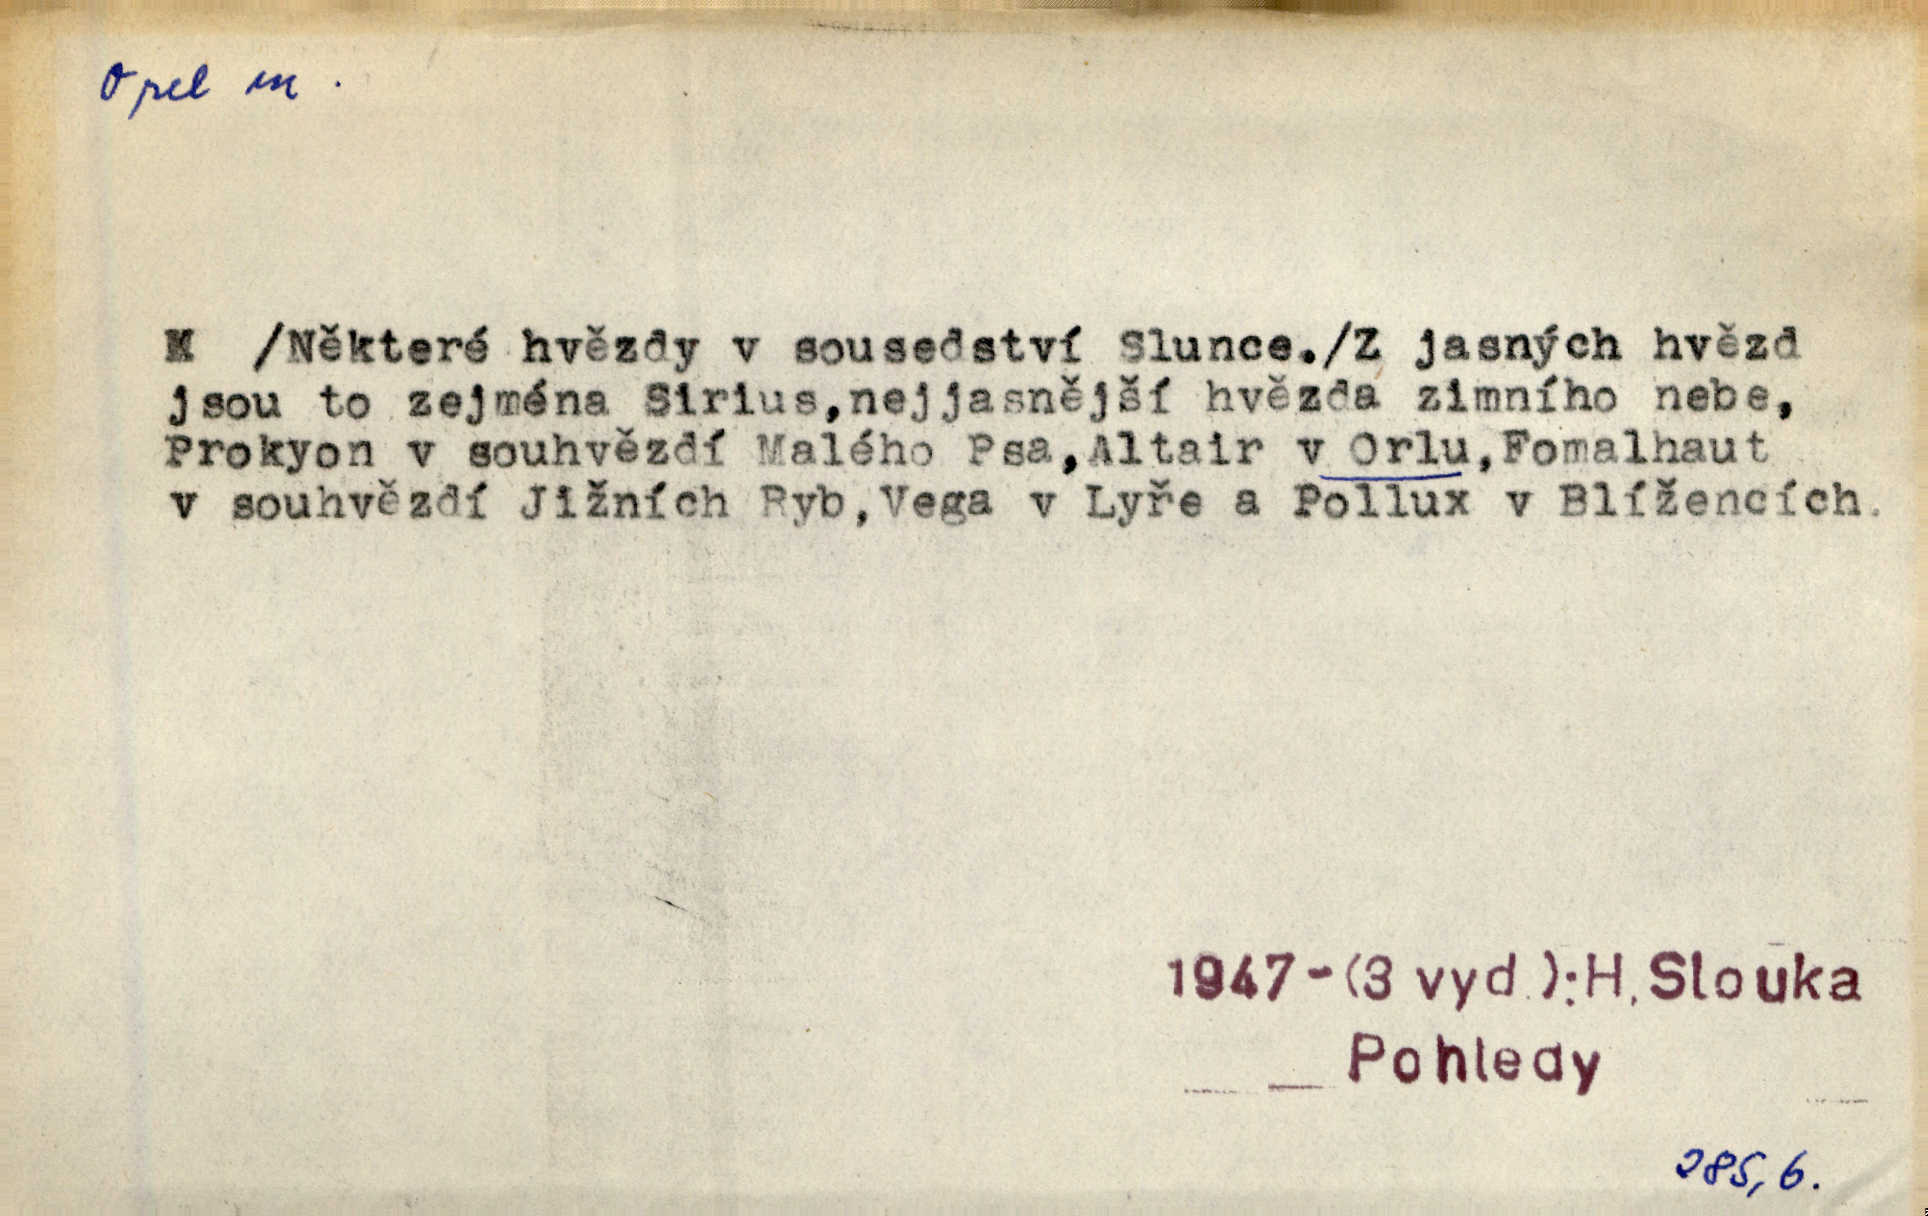 Orel m.
K /Některé hvězdy v sousedství Slunce./Z jasných hvězd
jsou to zejména Sirius,nejjasnější hvězda zimního nebe,
Prokyon v souhvězdí Malého Psa,Altair v Orlu,Fomalhaut
v souhvězdí Jižních Ryb,Vega v Lyře a Pollux v Blížencích.
1947-(3 vyd.):H.Slouka
Pohledy
285,6.